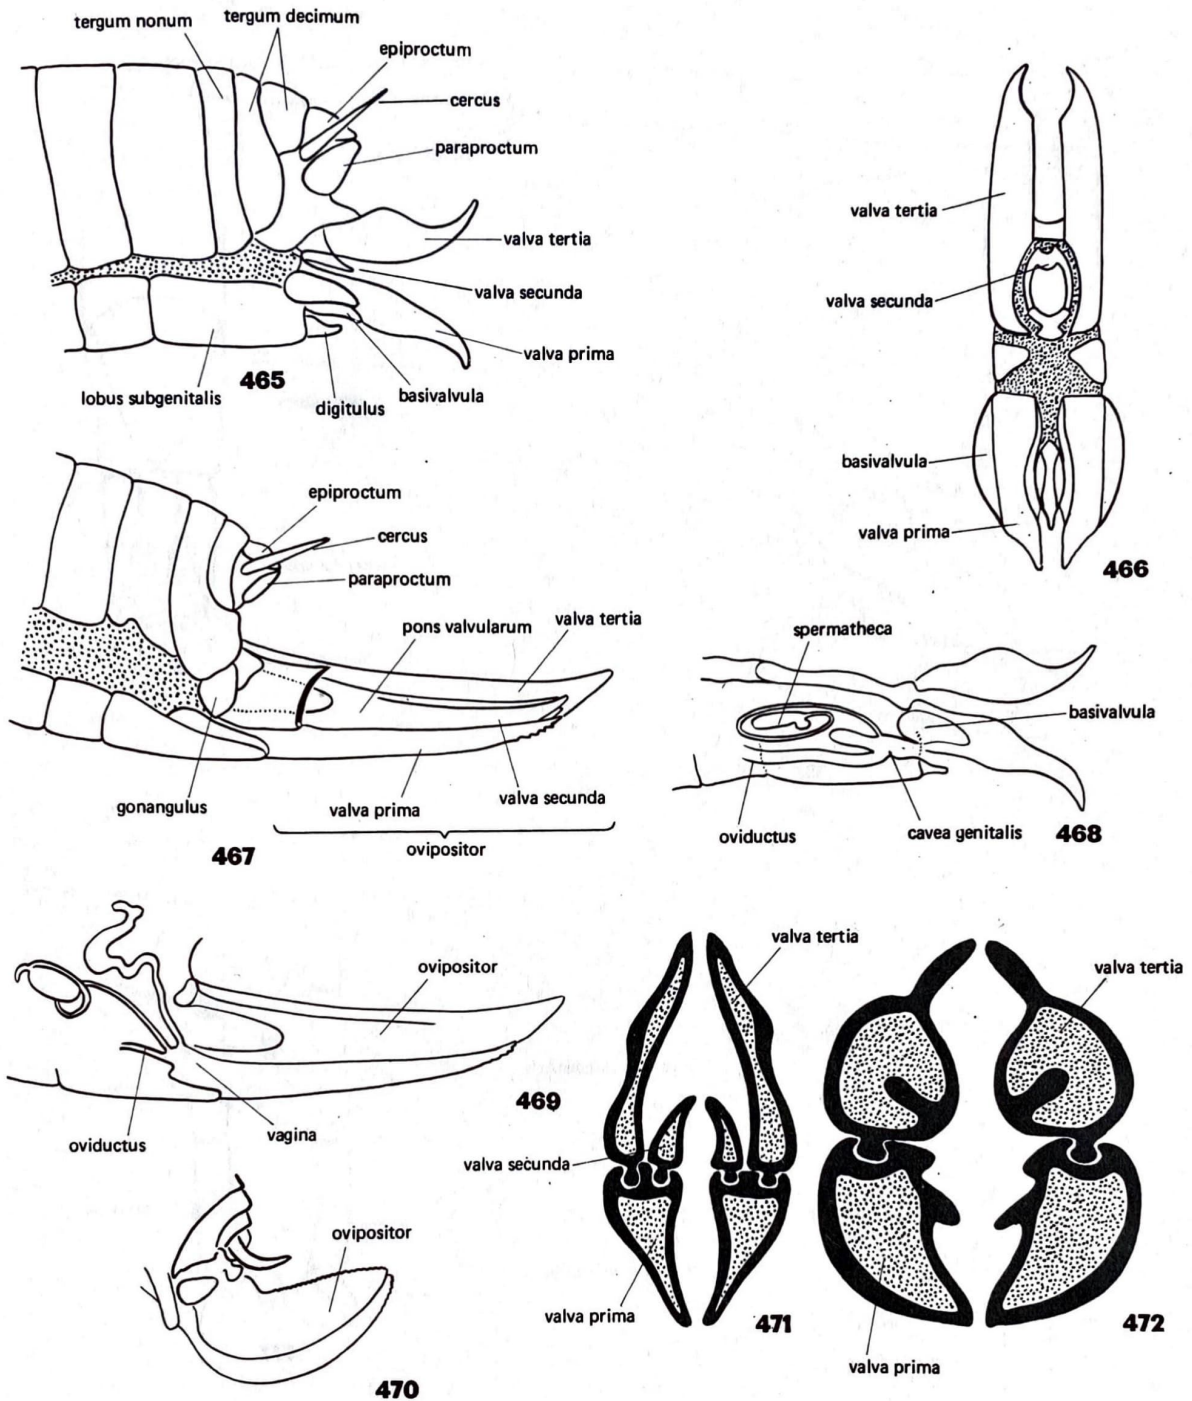 tergum nonum
tergum decimum
epiproctum
cercus
paraproctum
valva tertia
valva secunda
valva prima
basivalvula
digitulus
lobus subgenitalis
465
valva tertia
valva secunda
basivalvula
valva prima
466
epiproctum
cercus
paraproctum
pons valvularum
valva tertia
gonangulus
valva prima
valva secunda
ovipositor
467
spermatheca
basivalvula
oviductus
cavea genitalis
468
ovipositor
469
oviductus
vagina
ovipositor
470
valva tertia
valva secunda
valva prima
471
valva tertia
472
valva prima